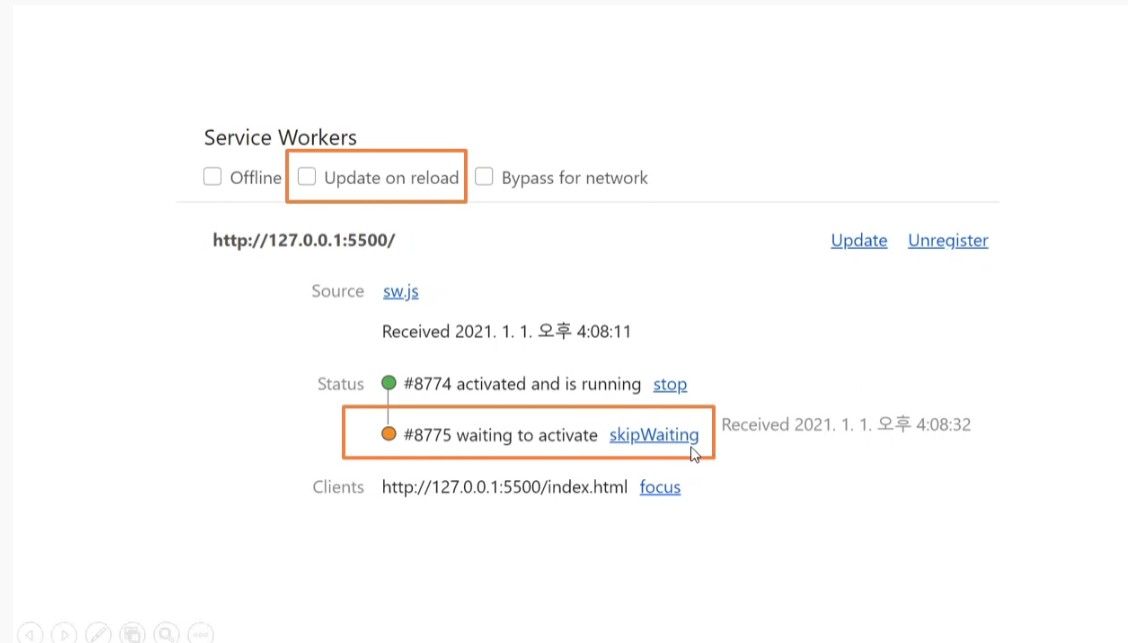 Service Workers
Offline Update on reload Bypass for network
http://127.0.0.1:5500/ Update Unregister
Source sw.js
Received 2021. 1. 1. 오후 4:08:11
Status #8774 activated and is running stop
#8775 waiting to activate skipWaiting Received 2021. 1. 1. 오후 4:08:32
Clients http://127.0.0.1:5500/index.html focus